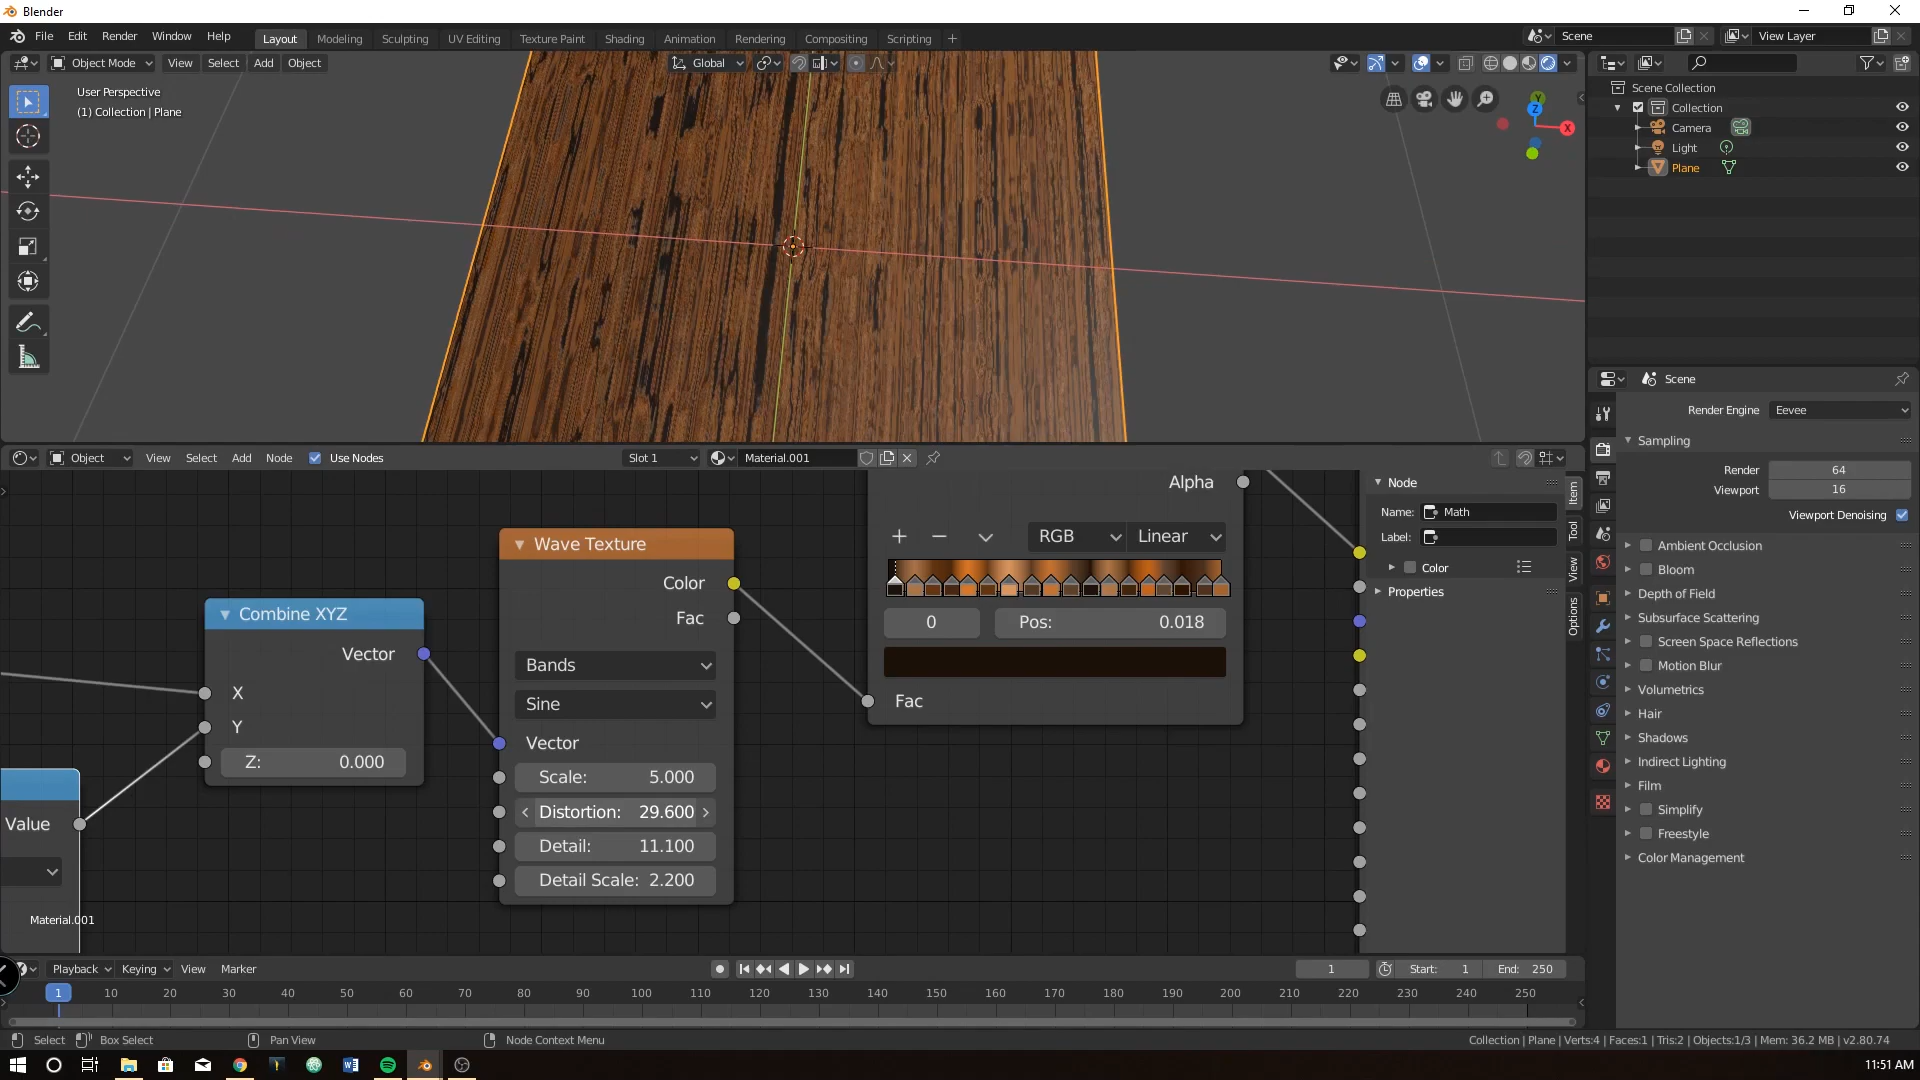 Blender
File Edit Render Window Help
Layout Modeling Sculpting UV Editing Texture Paint Shading Animation Rendering Compositing Scripting
Scene
View Layer
Object Mode View Select Add Object
Global
User Perspective
(1) Collection | Plane
Z
Y
X
Scene Collection
Collection
Camera
Light
Plane
Scene
Render Engine Eevee
Sampling
Render 64
Viewport 16
Viewport Denoising
Ambient Occlusion
Bloom
Depth of Field
Subsurface Scattering
Screen Space Reflections
Motion Blur
Volumetrics
Hair
Shadows
Indirect Lighting
Film
Simplify
Freestyle
Color Management
Object View Select Add Node Use Nodes Slot 1 Material.001
Alpha
RGB Linear
0 Pos: 0.018
Fac
Wave Texture
Color
Fac
Bands
Sine
Vector
Scale: 5.000
Distortion: 29.600
Detail: 11.100
Detail Scale: 2.200
Combine XYZ
Vector
X
Y
Z: 0.000
Value
Material.001
Node
Name: Math
Label:
Color
Properties
Item
Tool
View
Options
Playback Keying View Marker
1 Start: 1 End: 250
1 10 20 30 40 50 60 70 80 90 100 110 120 130 140 150 160 170 180 190 200 210 220 230 240 250
Select Box Select Pan View Node Context Menu
Collection | Plane | Verts:4 | Faces:1 | Tris:2 | Objects:1/3 | Mem: 36.2 MB | v2.80.74
11:51 AM